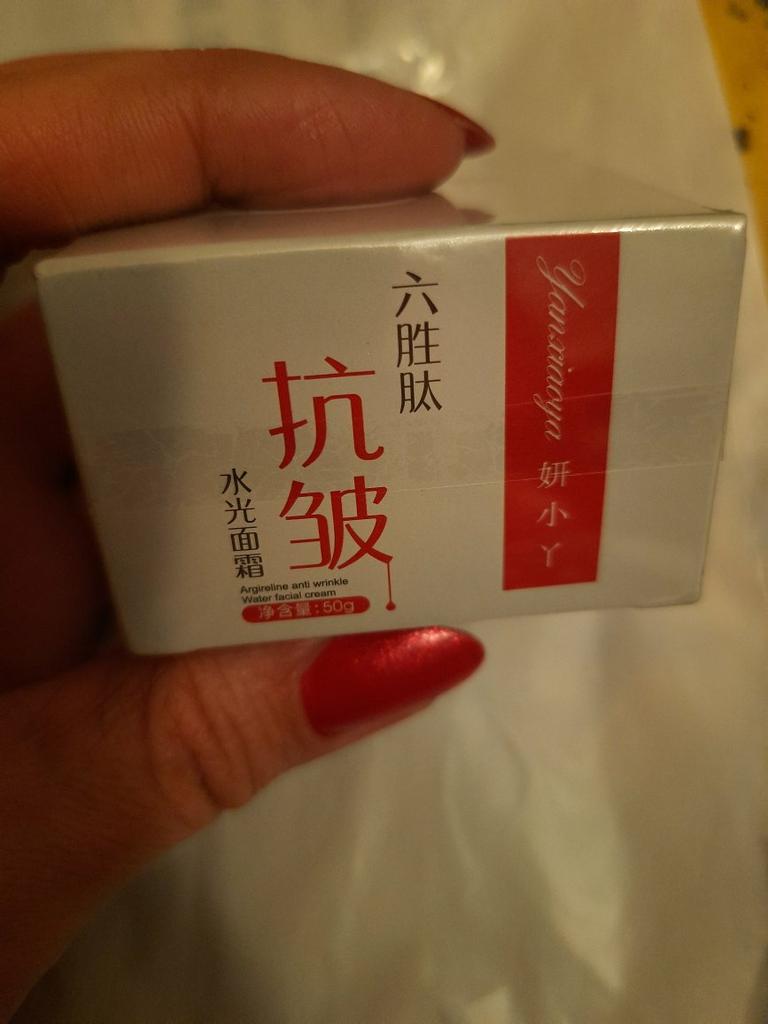 六胜肽
抗皱
水光面霜
Argireline anti wrinkle
Water facial cream
净含量:50g
Yanxiaoya 妍小丫